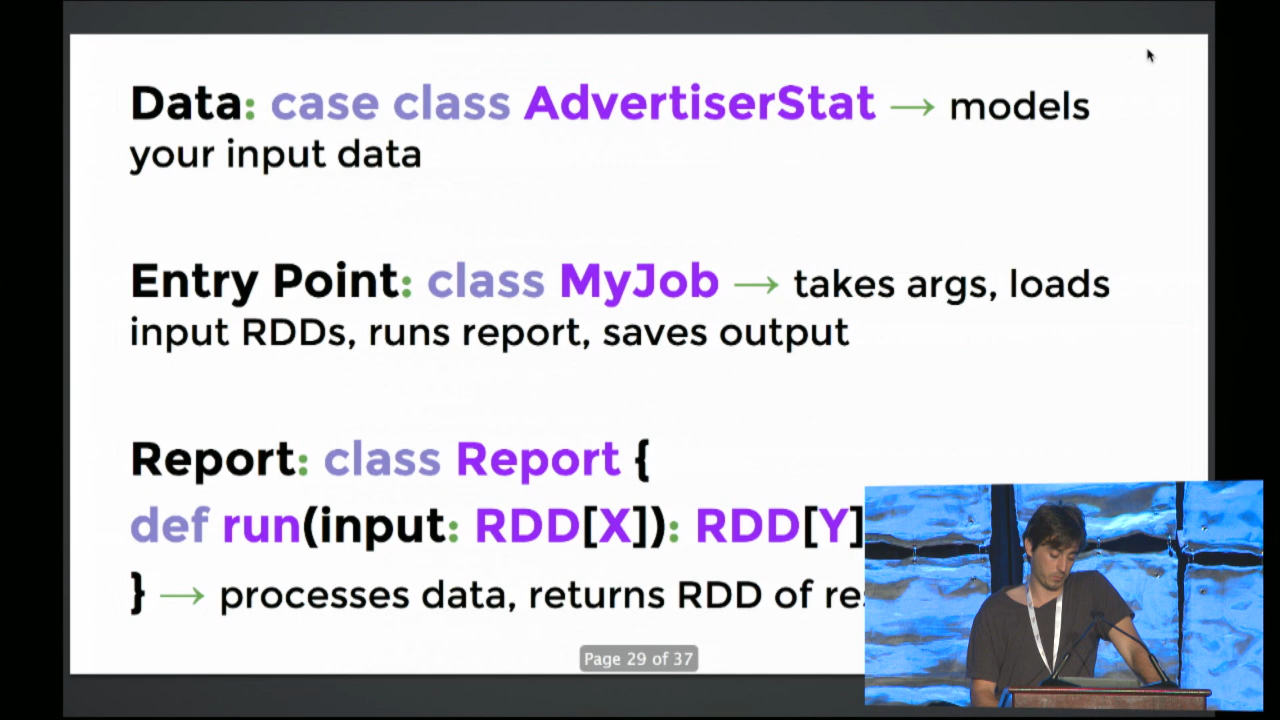 Data: case class AdvertiserStat → models
your input data
Entry Point: class MyJob → takes args, loads
input RDDs, runs report, saves output
Report: class Report {
def run(input: RDD[X]): RDD[Y]
} → processes data, returns RDD of
Page 29 of 37